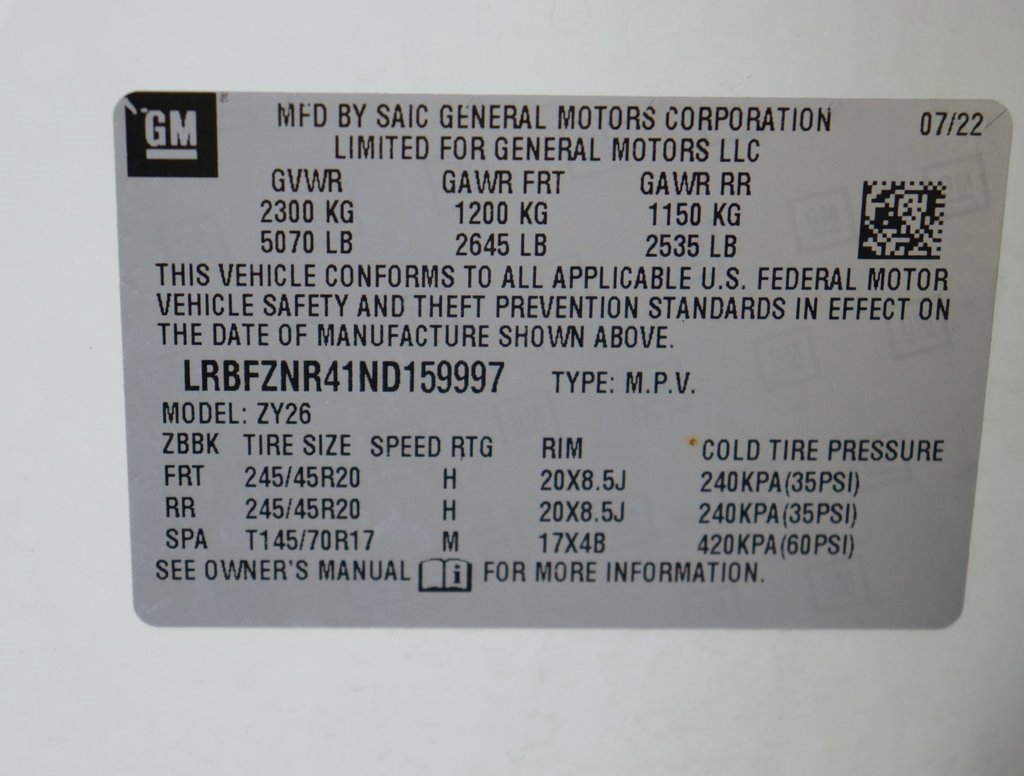 GM
MFD BY SAIC GENERAL MOTORS CORPORATION 07/22
LIMITED FOR GENERAL MOTORS LLC
GVWR GAWR FRT GAWR RR
2300 KG 1200 KG 1150 KG
5070 LB 2645 LB 2535 LB
THIS VEHICLE CONFORMS TO ALL APPLICABLE U.S. FEDERAL MOTOR
VEHICLE SAFETY AND THEFT PREVENTION STANDARDS IN EFFECT ON
THE DATE OF MANUFACTURE SHOWN ABOVE.
LRBFZNR41ND159997 TYPE: M.P.V.
MODEL: ZY26
ZBBK TIRE SIZE SPEED RTG RIM COLD TIRE PRESSURE
FRT 245/45R20 H 20X8.5J 240KPA(35PSI)
RR 245/45R20 H 20X8.5J 240KPA(35PSI)
SPA T145/70R17 M 17X4B 420KPA(60PSI)
SEE OWNER'S MANUAL i FOR MORE INFORMATION.